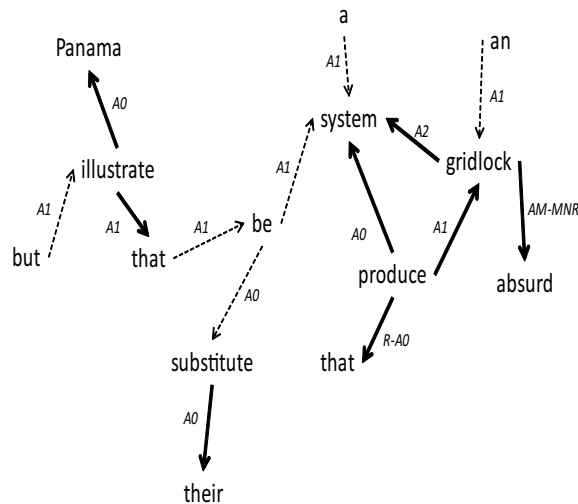 a
an
Panama
A1
A0
A1
system
A2
gridlock
illustrate
A1
A1
A1
A1
be
AM-MNR
but
that
A0
A1
produce
absurd
A0
R-A0
substitute
that
A0
their